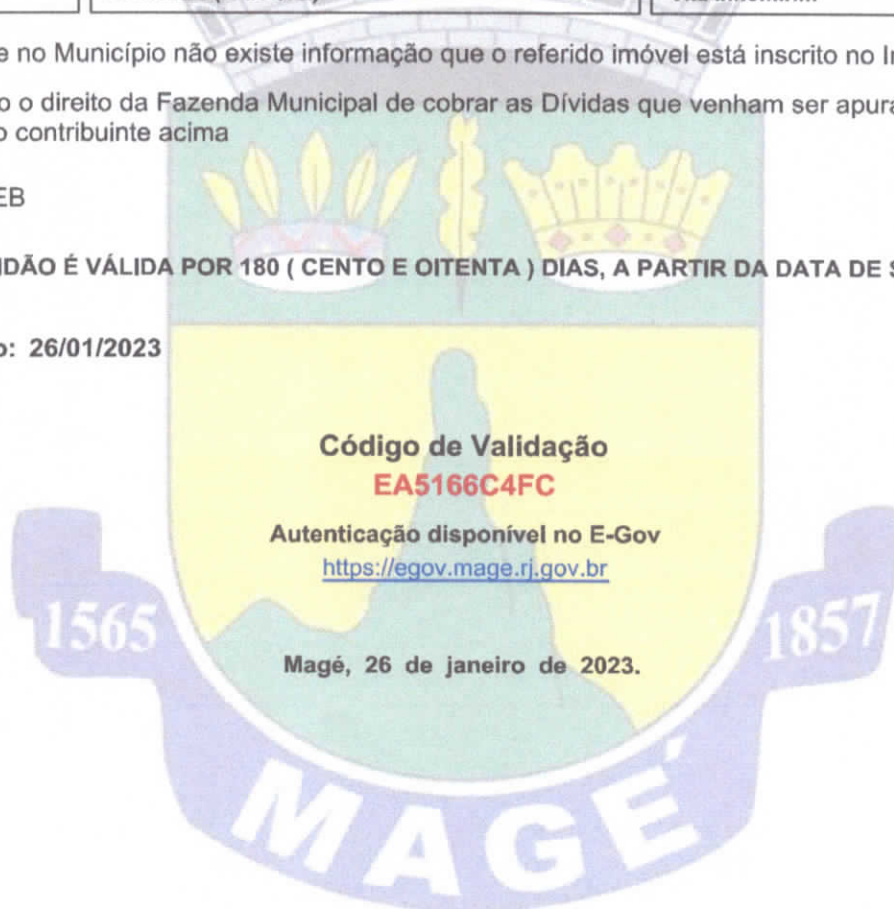 e no Município não existe informação que o referido imóvel está inscrito no
o o direito da Fazenda Municipal de cobrar as Dívidas que venham ser
o contribuinte acima
EB
DÃO É VÁLIDA POR 180 ( CENTO E OITENTA ) DIAS, A PARTIR DA DATA DE
o: 26/01/2023
Código de Validação
EA5166C4FC
Autenticação disponível no E-Gov
https://egov.mage.rj.gov.br
1565
1857
Magé, 26 de janeiro de 2023.
MAGÉ